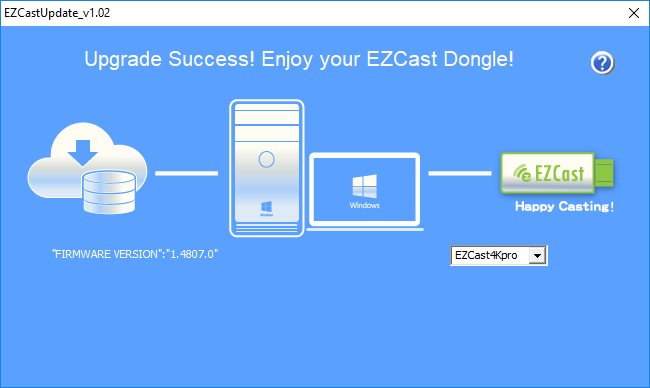 EZCastUpdate_v1.02
Upgrade Success! Enjoy your EZCast Dongle!
?
Windows
Windows
EZCast
Happy Casting!
"FIRMWARE VERSION":"1.4807.0"
EZCast4Kpro